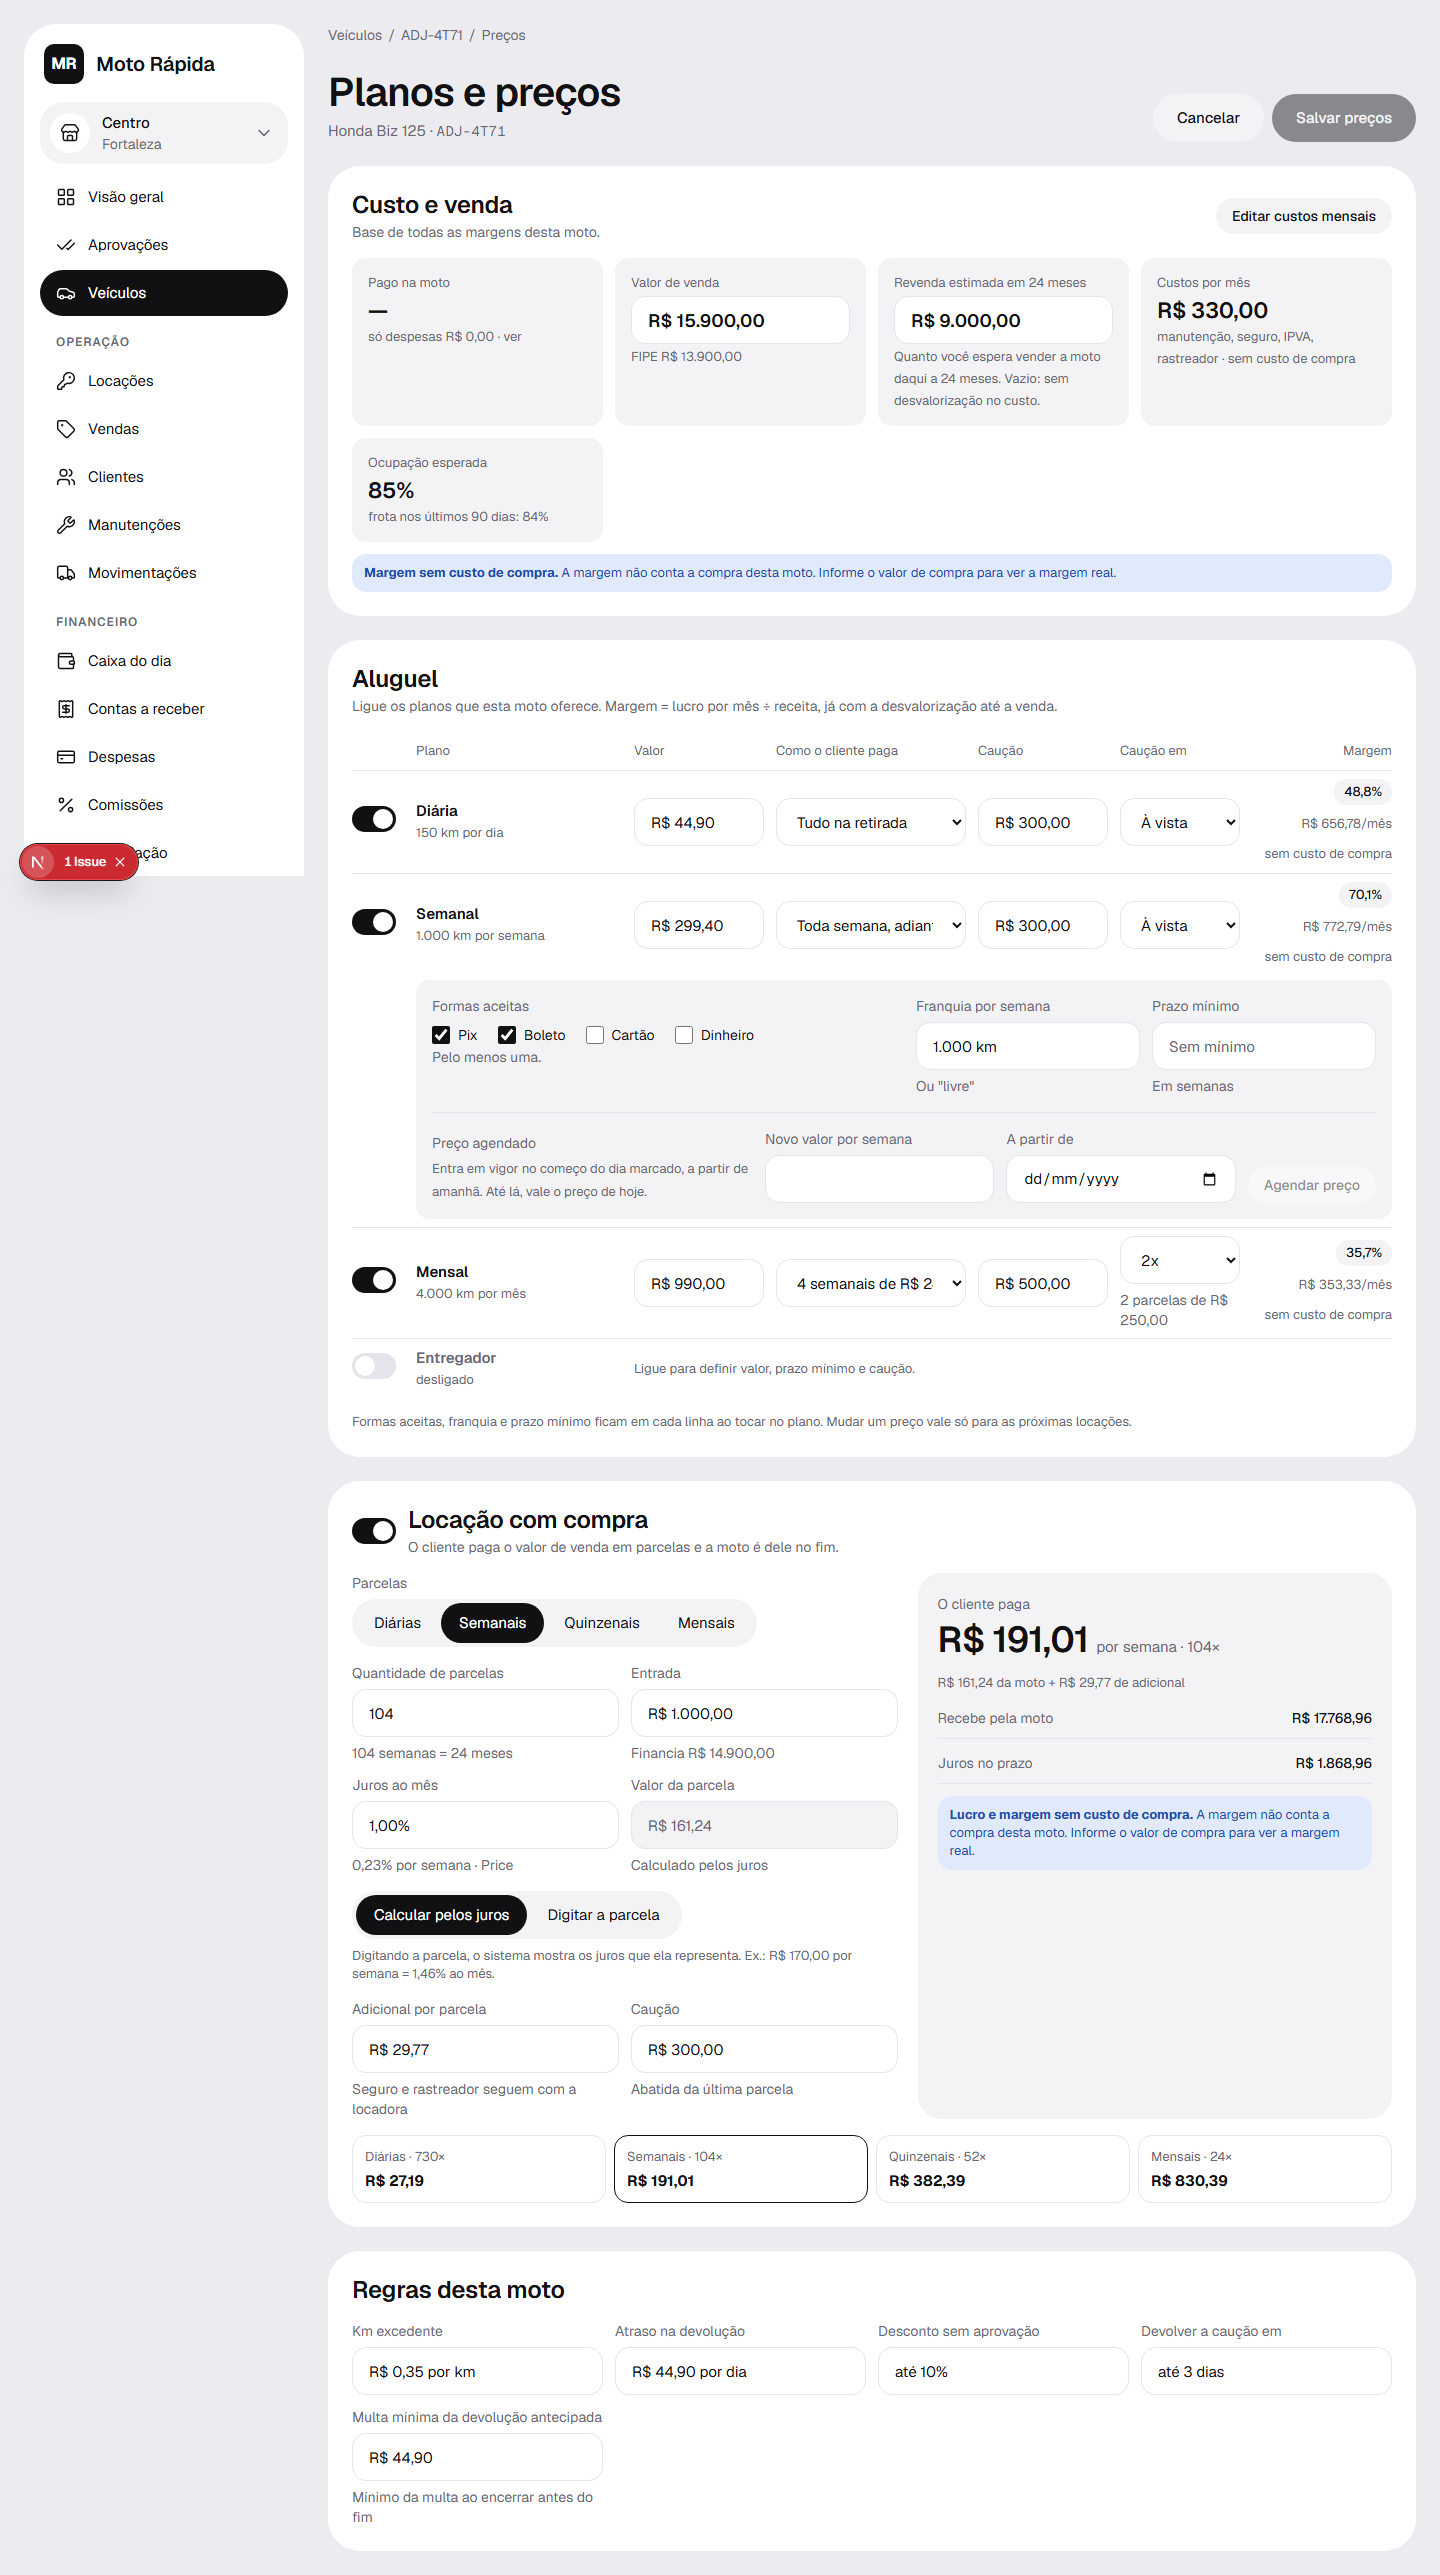 MR
Moto Rápida
Centro
Fortaleza
Visão geral
Aprovações
Veículos
OPERAÇÃO
Locações
Vendas
Clientes
Manutenções
Movimentações
FINANCEIRO
Caixa do dia
Contas a receber
Despesas
Comissões
ação
N 1 Issue
Veículos / ADJ-4T71 / Preços
Planos e preços
Honda Biz 125 · ADJ-4T71
Cancelar
Salvar preços
Custo e venda
Base de todas as margens desta moto.
Editar custos mensais
Pago na moto
—
só despesas R$ 0,00 · ver
Valor de venda
R$ 15.900,00
FIPE R$ 13.900,00
Revenda estimada em 24 meses
R$ 9.000,00
Quanto você espera vender a moto
daqui a 24 meses. Vazio: sem
desvalorização no custo.
Custos por mês
R$ 330,00
manutenção, seguro, IPVA,
rastreador · sem custo de compra
Ocupação esperada
85%
frota nos últimos 90 dias: 84%
Margem sem custo de compra. A margem não conta a compra desta moto. Informe o valor de compra para ver a margem real.
Aluguel
Ligue os planos que esta moto oferece. Margem = lucro por mês ÷ receita, já com a desvalorização até a venda.
Plano Valor Como o cliente paga Caução Caução em Margem
Diária
150 km por dia
R$ 44,90
Tudo na retirada
R$ 300,00
À vista
48,8%
R$ 656,78/mês
sem custo de compra
Semanal
1.000 km por semana
R$ 299,40
Toda semana, adian
R$ 300,00
À vista
70,1%
R$ 772,79/mês
sem custo de compra
Formas aceitas
Pix Boleto Cartão Dinheiro
Pelo menos uma.
Franquia por semana
1.000 km
Ou "livre"
Prazo mínimo
Sem mínimo
Em semanas
Preço agendado
Entra em vigor no começo do dia marcado, a partir de
amanhã. Até lá, vale o preço de hoje.
Novo valor por semana
A partir de
dd/mm/yyyy
Agendar preço
Mensal
4.000 km por mês
R$ 990,00
4 semanais de R$ 2
R$ 500,00
2x
2 parcelas de R$
250,00
35,7%
R$ 353,33/mês
sem custo de compra
Entregador
desligado
Ligue para definir valor, prazo mínimo e caução.
Formas aceitas, franquia e prazo mínimo ficam em cada linha ao tocar no plano. Mudar um preço vale só para as próximas locações.
Locação com compra
O cliente paga o valor de venda em parcelas e a moto é dele no fim.
Parcelas
Diárias Semanais Quinzenais Mensais
Quantidade de parcelas
104
104 semanas = 24 meses
Entrada
R$ 1.000,00
Financia R$ 14.900,00
Juros ao mês
1,00%
0,23% por semana · Price
Valor da parcela
R$ 161,24
Calculado pelos juros
Calcular pelos juros Digitar a parcela
Digitando a parcela, o sistema mostra os juros que ela representa. Ex.: R$ 170,00 por
semana = 1,46% ao mês.
Adicional por parcela
R$ 29,77
Seguro e rastreador seguem com a
locadora
Caução
R$ 300,00
Abatida da última parcela
O cliente paga
R$ 191,01 por semana · 104×
R$ 161,24 da moto + R$ 29,77 de adicional
Recebe pela moto R$ 17.768,96
Juros no prazo R$ 1.868,96
Lucro e margem sem custo de compra. A margem não conta a
compra desta moto. Informe o valor de compra para ver a margem
real.
Diárias · 730×
R$ 27,19
Semanais · 104×
R$ 191,01
Quinzenais · 52×
R$ 382,39
Mensais · 24×
R$ 830,39
Regras desta moto
Km excedente
R$ 0,35 por km
Atraso na devolução
R$ 44,90 por dia
Desconto sem aprovação
até 10%
Devolver a caução em
até 3 dias
Multa mínima da devolução antecipada
R$ 44,90
Mínimo da multa ao encerrar antes do
fim